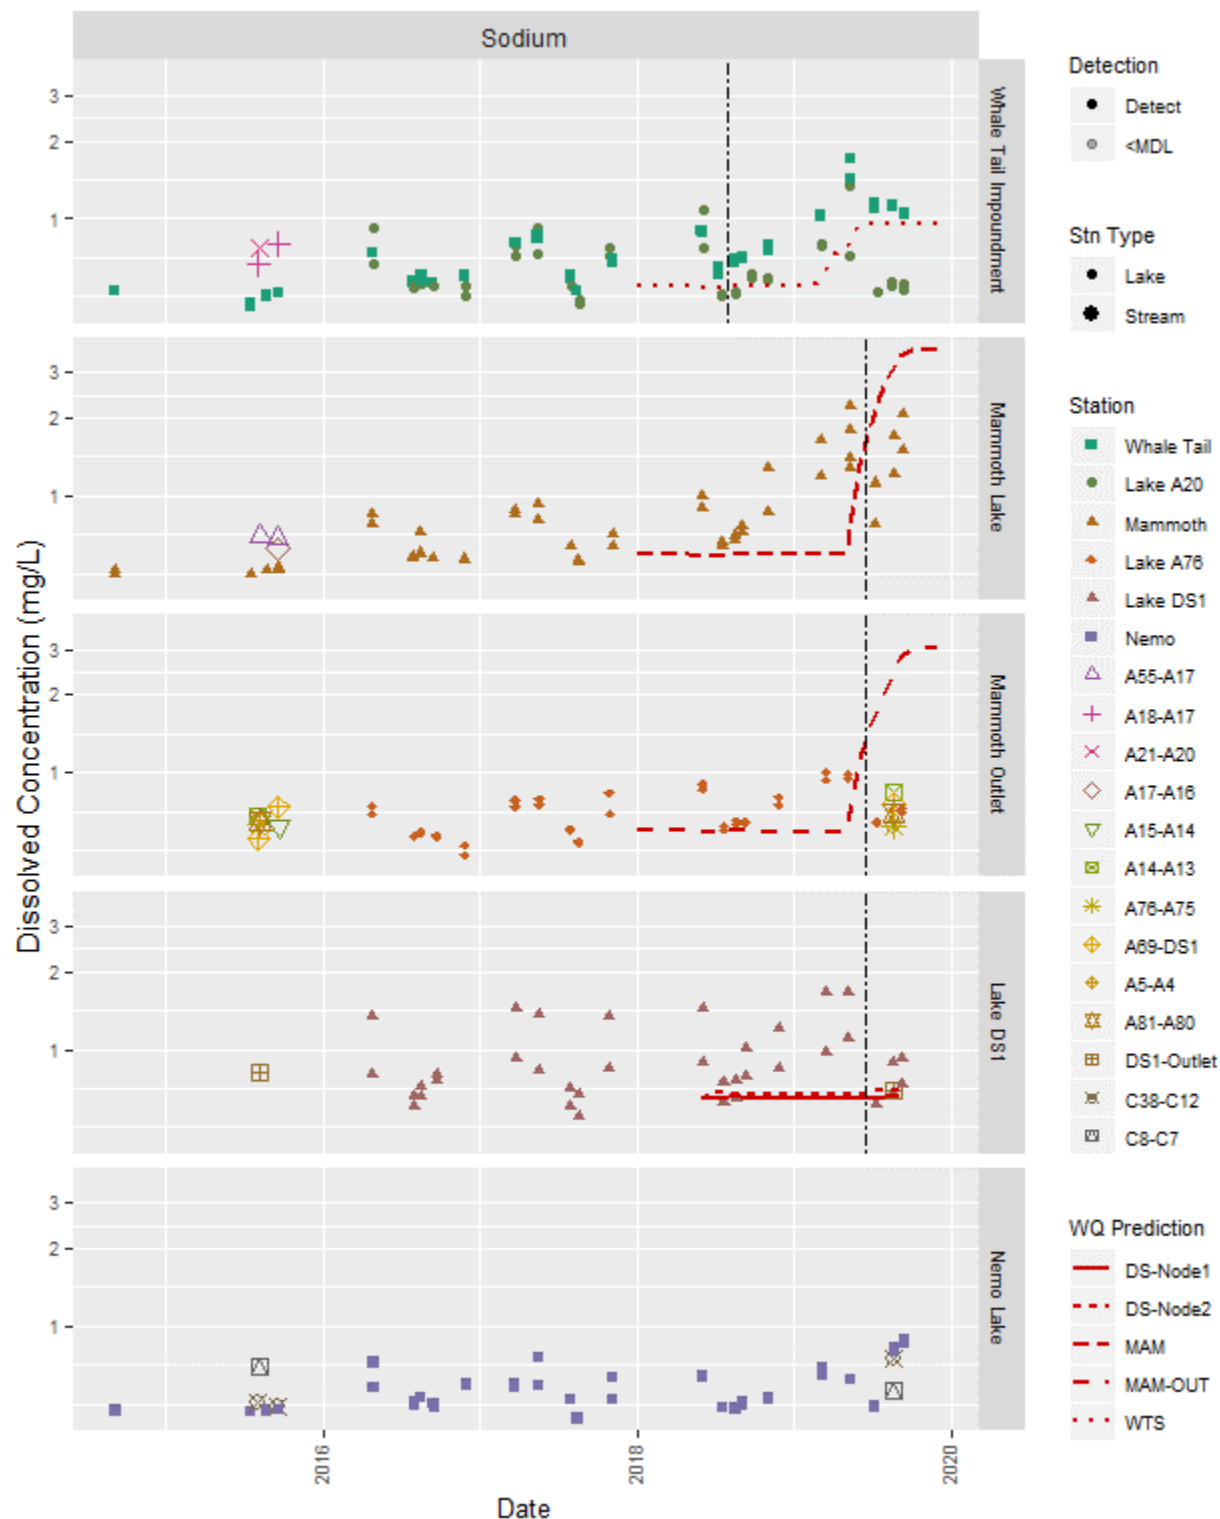 Sodium
Whale Tail Impoundment
3
2
1
Mammoth Lake
3
2
1
Mammoth Outlet
3
2
1
Lake DS1
3
2
1
Nemo Lake
3
2
1
Dissolved Concentration (mg/L)
2016
2018
2020
Date
Detection
Detect
<MDL
Stn Type
Lake
Stream
Station
Whale Tail
Lake A20
Mammoth
Lake A76
Lake DS1
Nemo
A55-A17
A18-A17
A21-A20
A17-A16
A15-A14
A14-A13
A76-A75
A69-DS1
A5-A4
A81-A80
DS1-Outlet
C38-C12
C8-C7
WQ Prediction
DS-Node1
DS-Node2
MAM
MAM-OUT
WTS